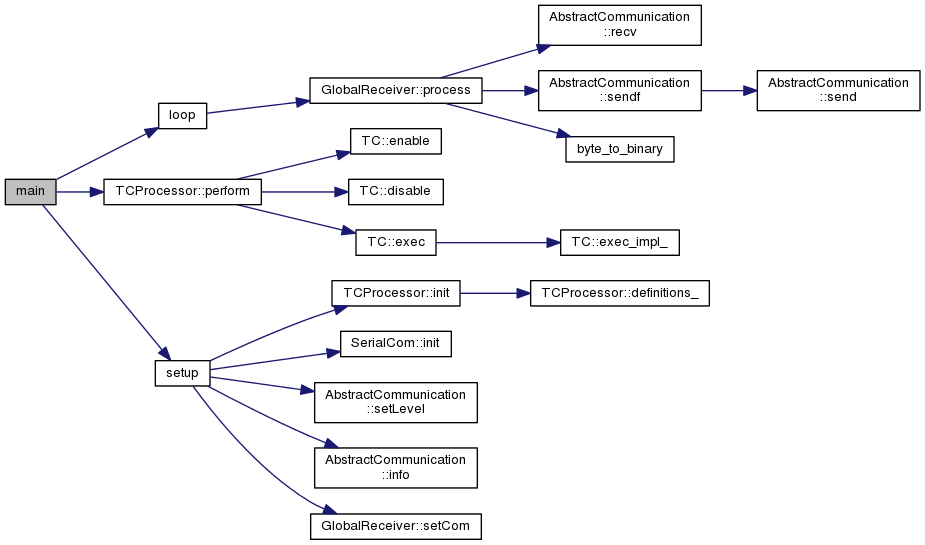 main
loop
GlobalReceiver::process
AbstractCommunication
::recv
AbstractCommunication
::sendf
AbstractCommunication
::send
byte_to_binary
TCProcessor::perform
TC::enable
TC::disable
TC::exec
TC::exec_impl_
setup
TCProcessor::init
TCProcessor::definitions_
SerialCom::init
AbstractCommunication
::setLevel
AbstractCommunication
::info
GlobalReceiver::setCom